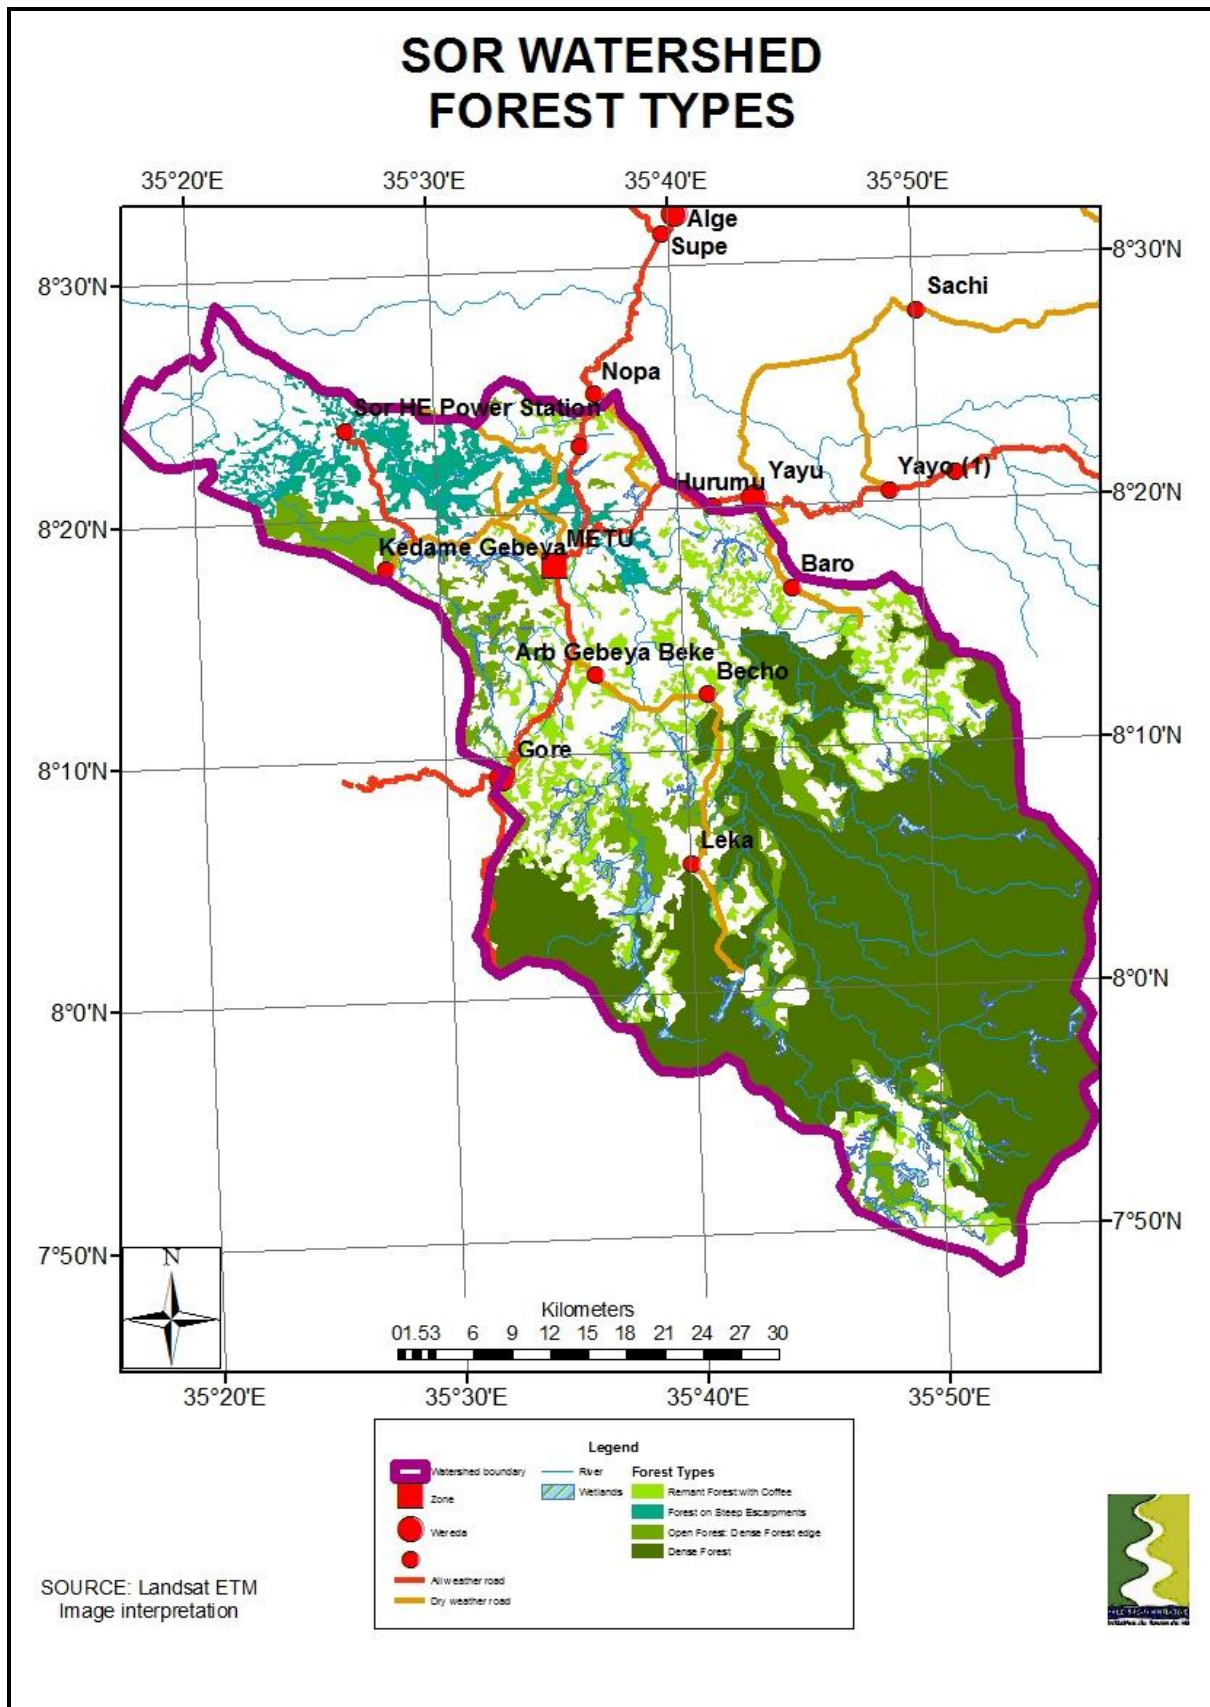 SOR WATERSHED
FOREST TYPES
35°20'E 35°30'E 35°40'E 35°50'E
Alge
Supe
8°30'N
8°30'N
Sachi
Nopa
Sor HE Power Station
Hurumu
Yayu
Yayo (1)
8°20'N
8°20'N
Kedame Gebeya
METU
Baro
Arb Gebeya Beke
Becho
8°10'N
8°10'N
Gore
Leka
8°0'N
8°0'N
7°50'N
7°50'N
N
Kilometers
01.53 6 9 12 15 18 21 24 27 30
35°20'E 35°30'E 35°40'E 35°50'E
Legend
Watershed boundary
Zone
Wereda
All weather road
Dry weather road
River
Wetlands
Forest Types
Remant Forest with Coffee
Forest on Steep Escarpments
Open Forest: Dense Forest edge
Dense Forest
SOURCE: Landsat ETM
Image interpretation